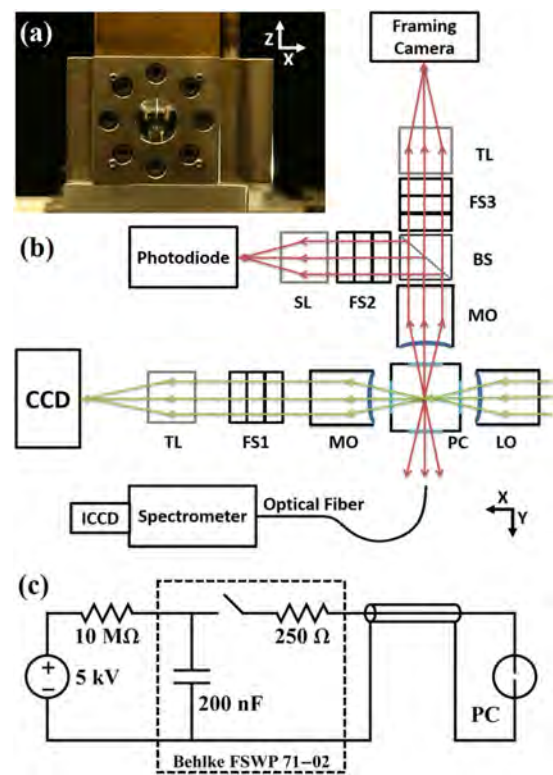 (a)
Z
X
Framing
Camera
TL
FS3
(b)
Photodiode
BS
SL
FS2
MO
CCD
TL
FS1
MO
PC
LO
Optical Fiber
ICCD
Spectrometer
X
Y
(c)
10 MΩ
250 Ω
5 kV
200 nF
PC
Behlke FSWP 71−02